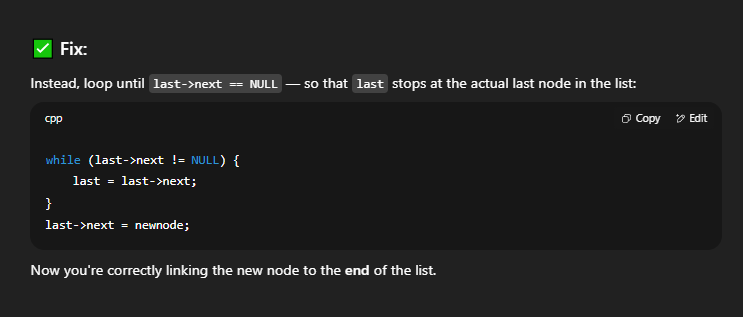 ✅ Fix:
Instead, loop until last->next == NULL — so that last stops at the actual last node in the list:
cpp
Copy
Edit
while (last->next != NULL) {
    last = last->next;
}
last->next = newnode;
Now you're correctly linking the new node to the end of the list.